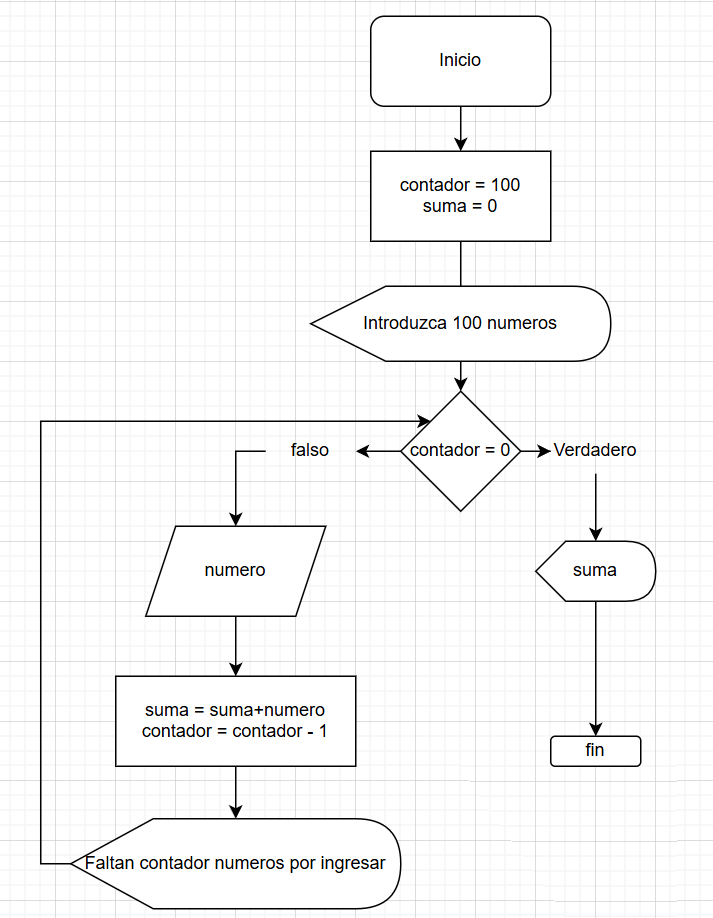 Inicio
contador = 100
suma = 0
Introduzca 100 numeros
contador = 0
falso
Verdadero
numero
suma
suma = suma+numero
contador = contador - 1
fin
Faltan contador numeros por ingresar